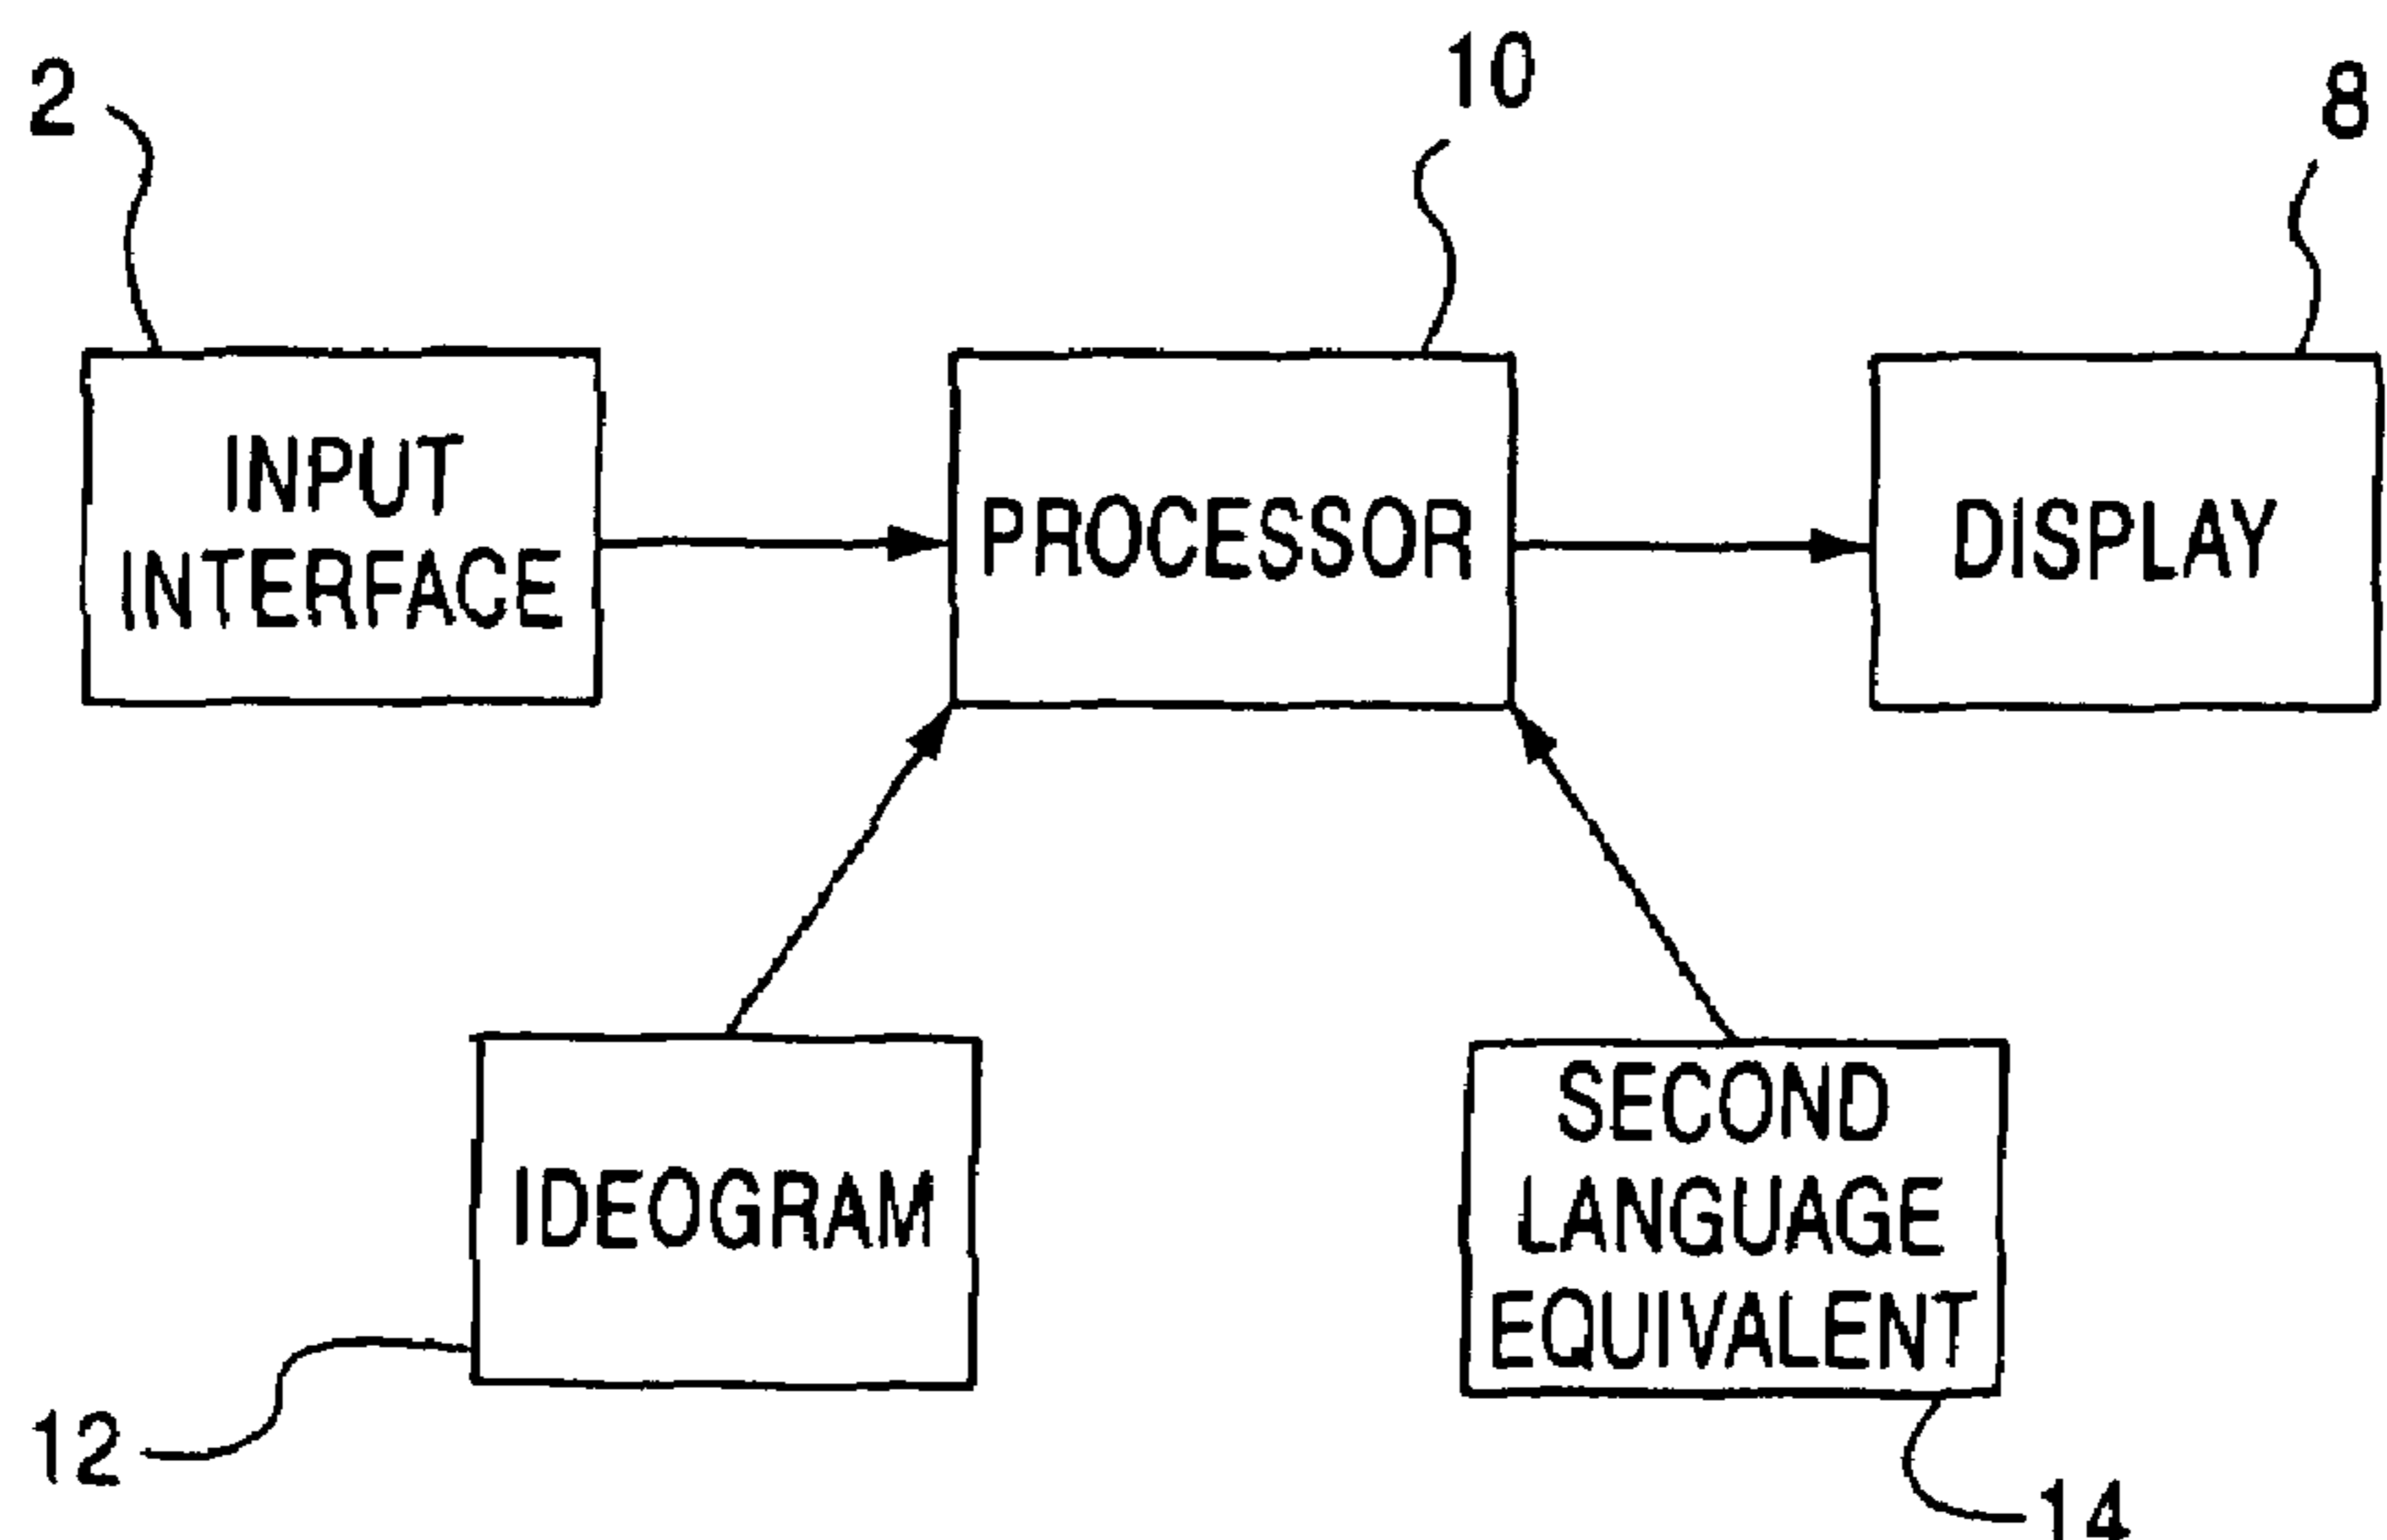 2
10
8
INPUT
INTERFACE
PROCESSOR
DISPLAY
IDEOGRAM
SECOND
LANGUAGE
EQUIVALENT
12
14